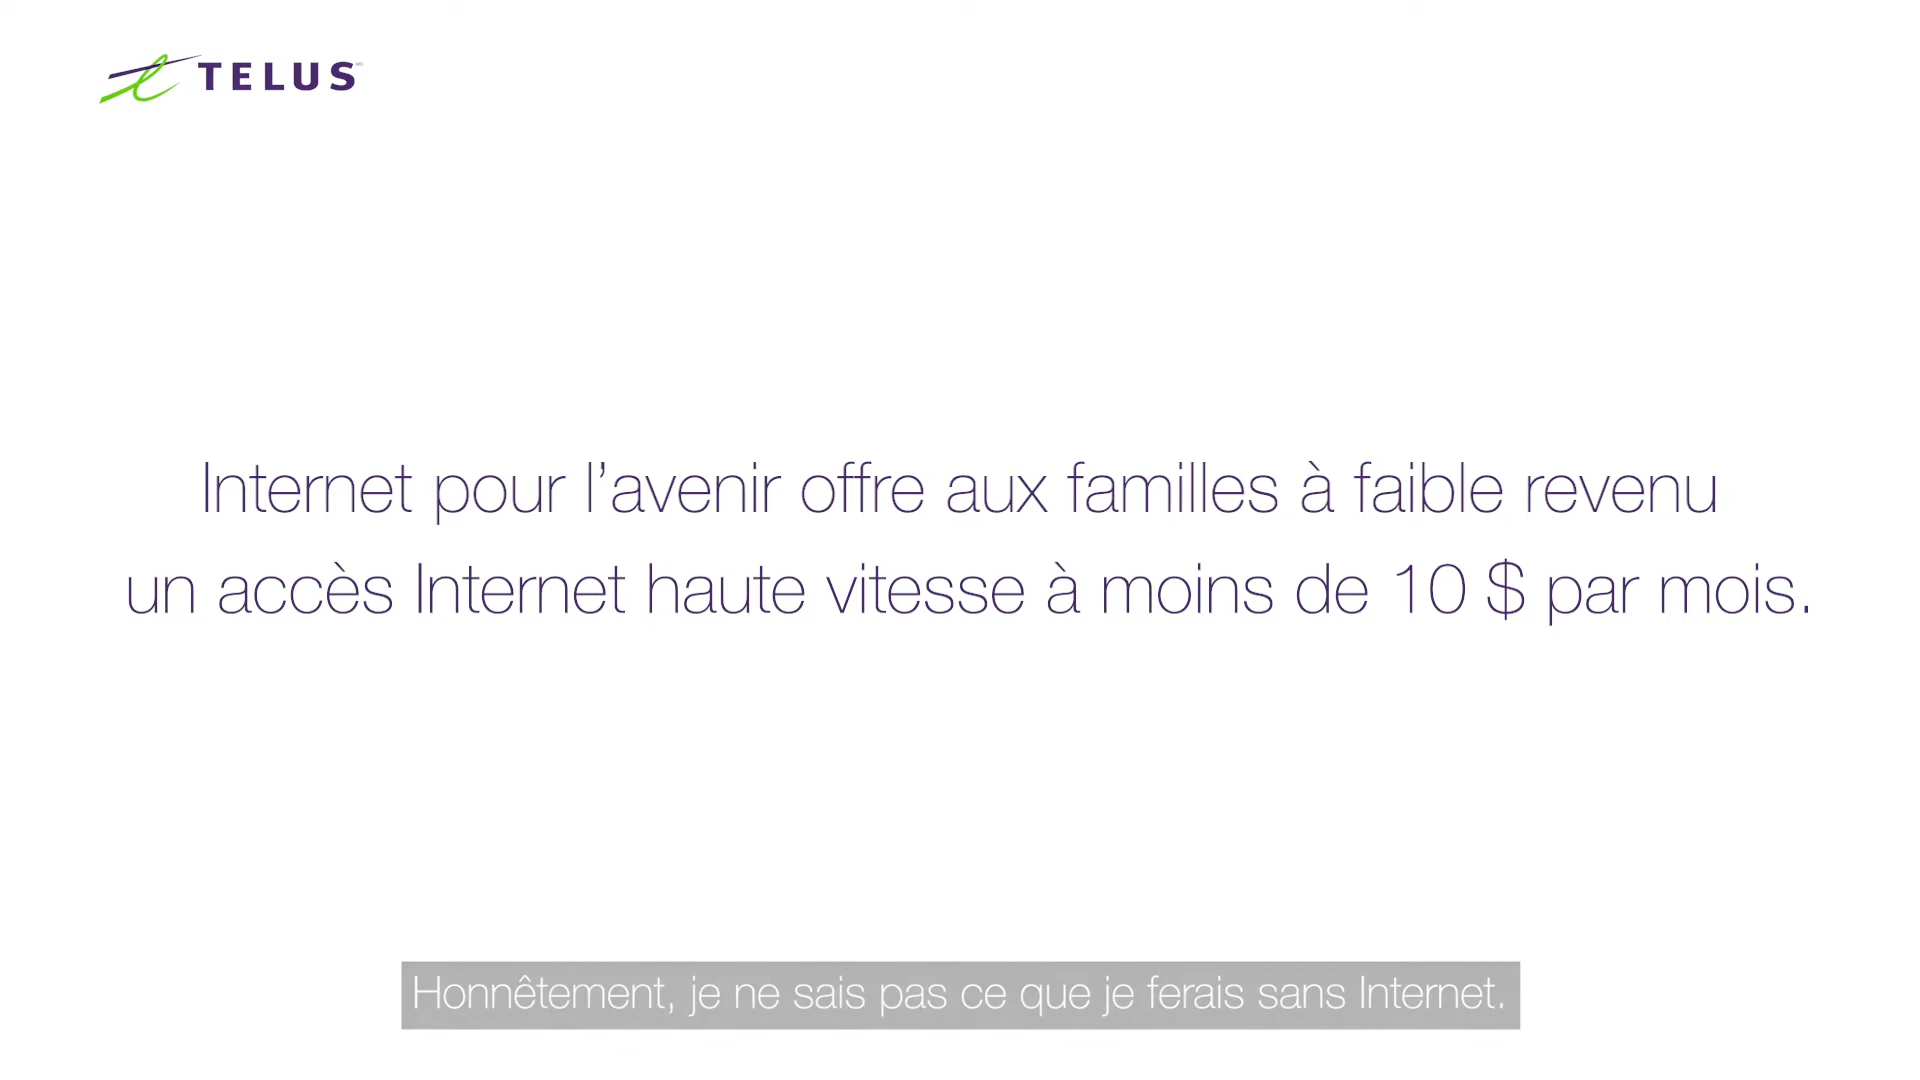 TELUS
Internet pour l’avenir offre aux familles à faible revenu
un accès Internet haute vitesse à moins de 10 $ par mois.
Honnêtement, je ne sais pas ce que je ferais sans Internet.